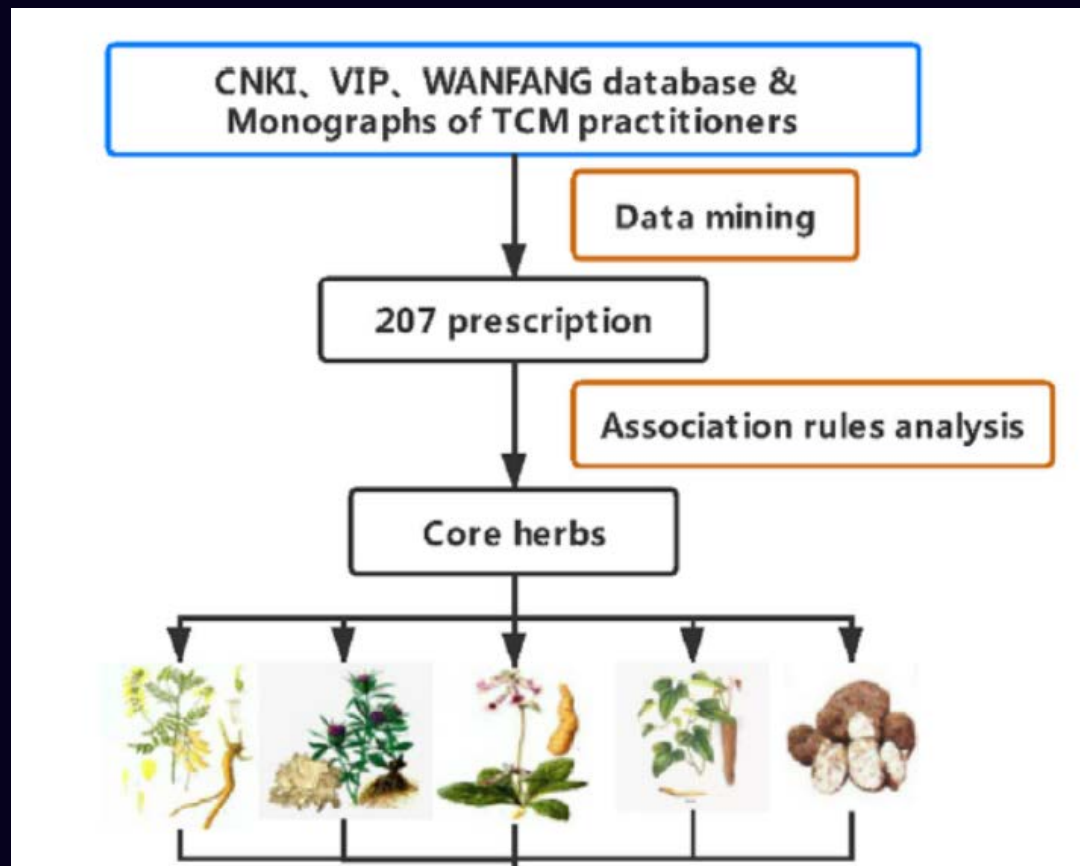 CNKI、VIP、WANFANG database &
Monographs of TCM practitioners
Data mining
207 prescription
Association rules analysis
Core herbs